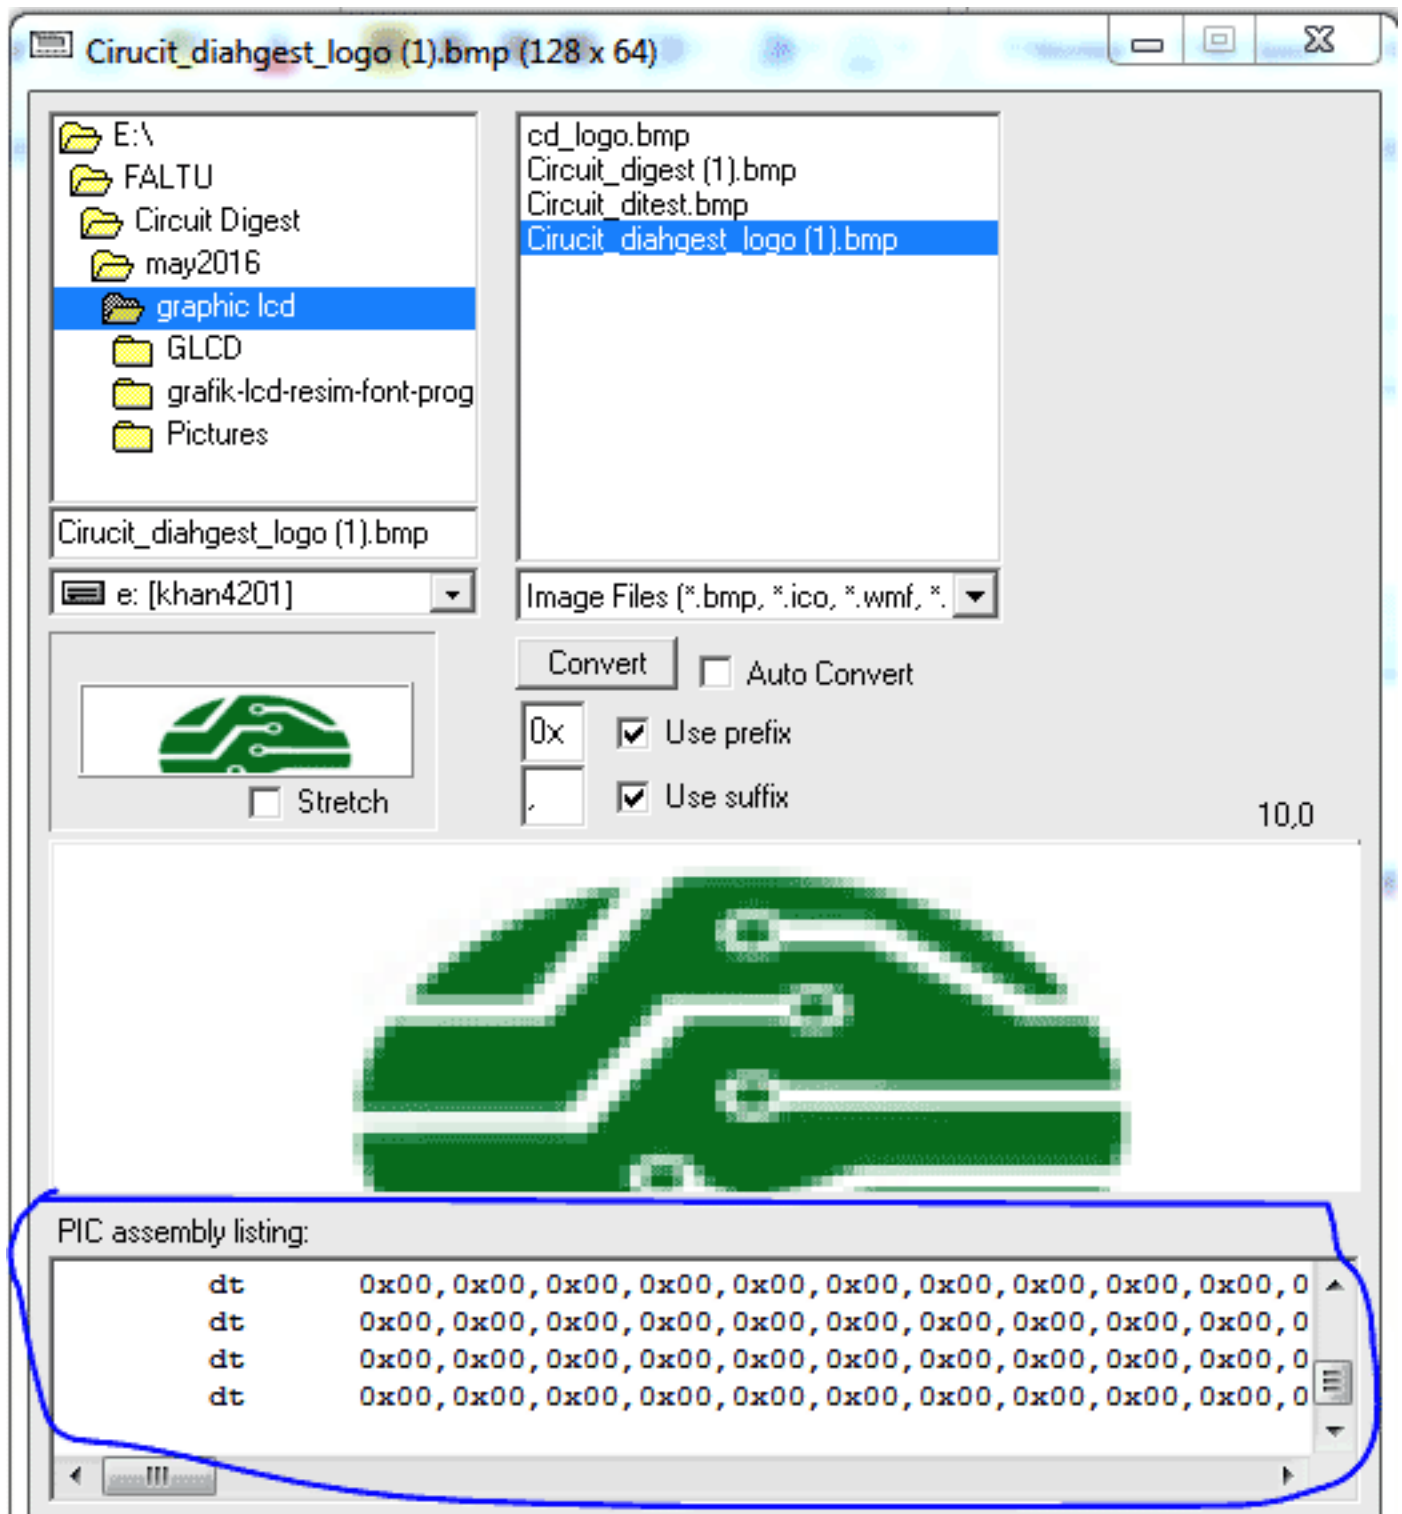 Cirucit_diahgest_logo (1).bmp (128 x 64)
E:\
FALTU
Circuit Digest
may2016
graphic lcd
GLCD
grafik-lcd-resim-font-prog
Pictures
cd_logo.bmp
Circuit_digest (1).bmp
Circuit_ditest.bmp
Cirucit_diahgest_logo (1).bmp
Cirucit_diahgest_logo (1).bmp
e: [khan4201]
Image Files (*.bmp, *.ico, *.wmf, *.
Convert
Auto Convert
0x
Use prefix
,
Use suffix
Stretch
10,0
PIC assembly listing:
dt 0x00,0x00,0x00,0x00,0x00,0x00,0x00,0x00,0x00,0x00,0
dt 0x00,0x00,0x00,0x00,0x00,0x00,0x00,0x00,0x00,0x00,0
dt 0x00,0x00,0x00,0x00,0x00,0x00,0x00,0x00,0x00,0x00,0
dt 0x00,0x00,0x00,0x00,0x00,0x00,0x00,0x00,0x00,0x00,0